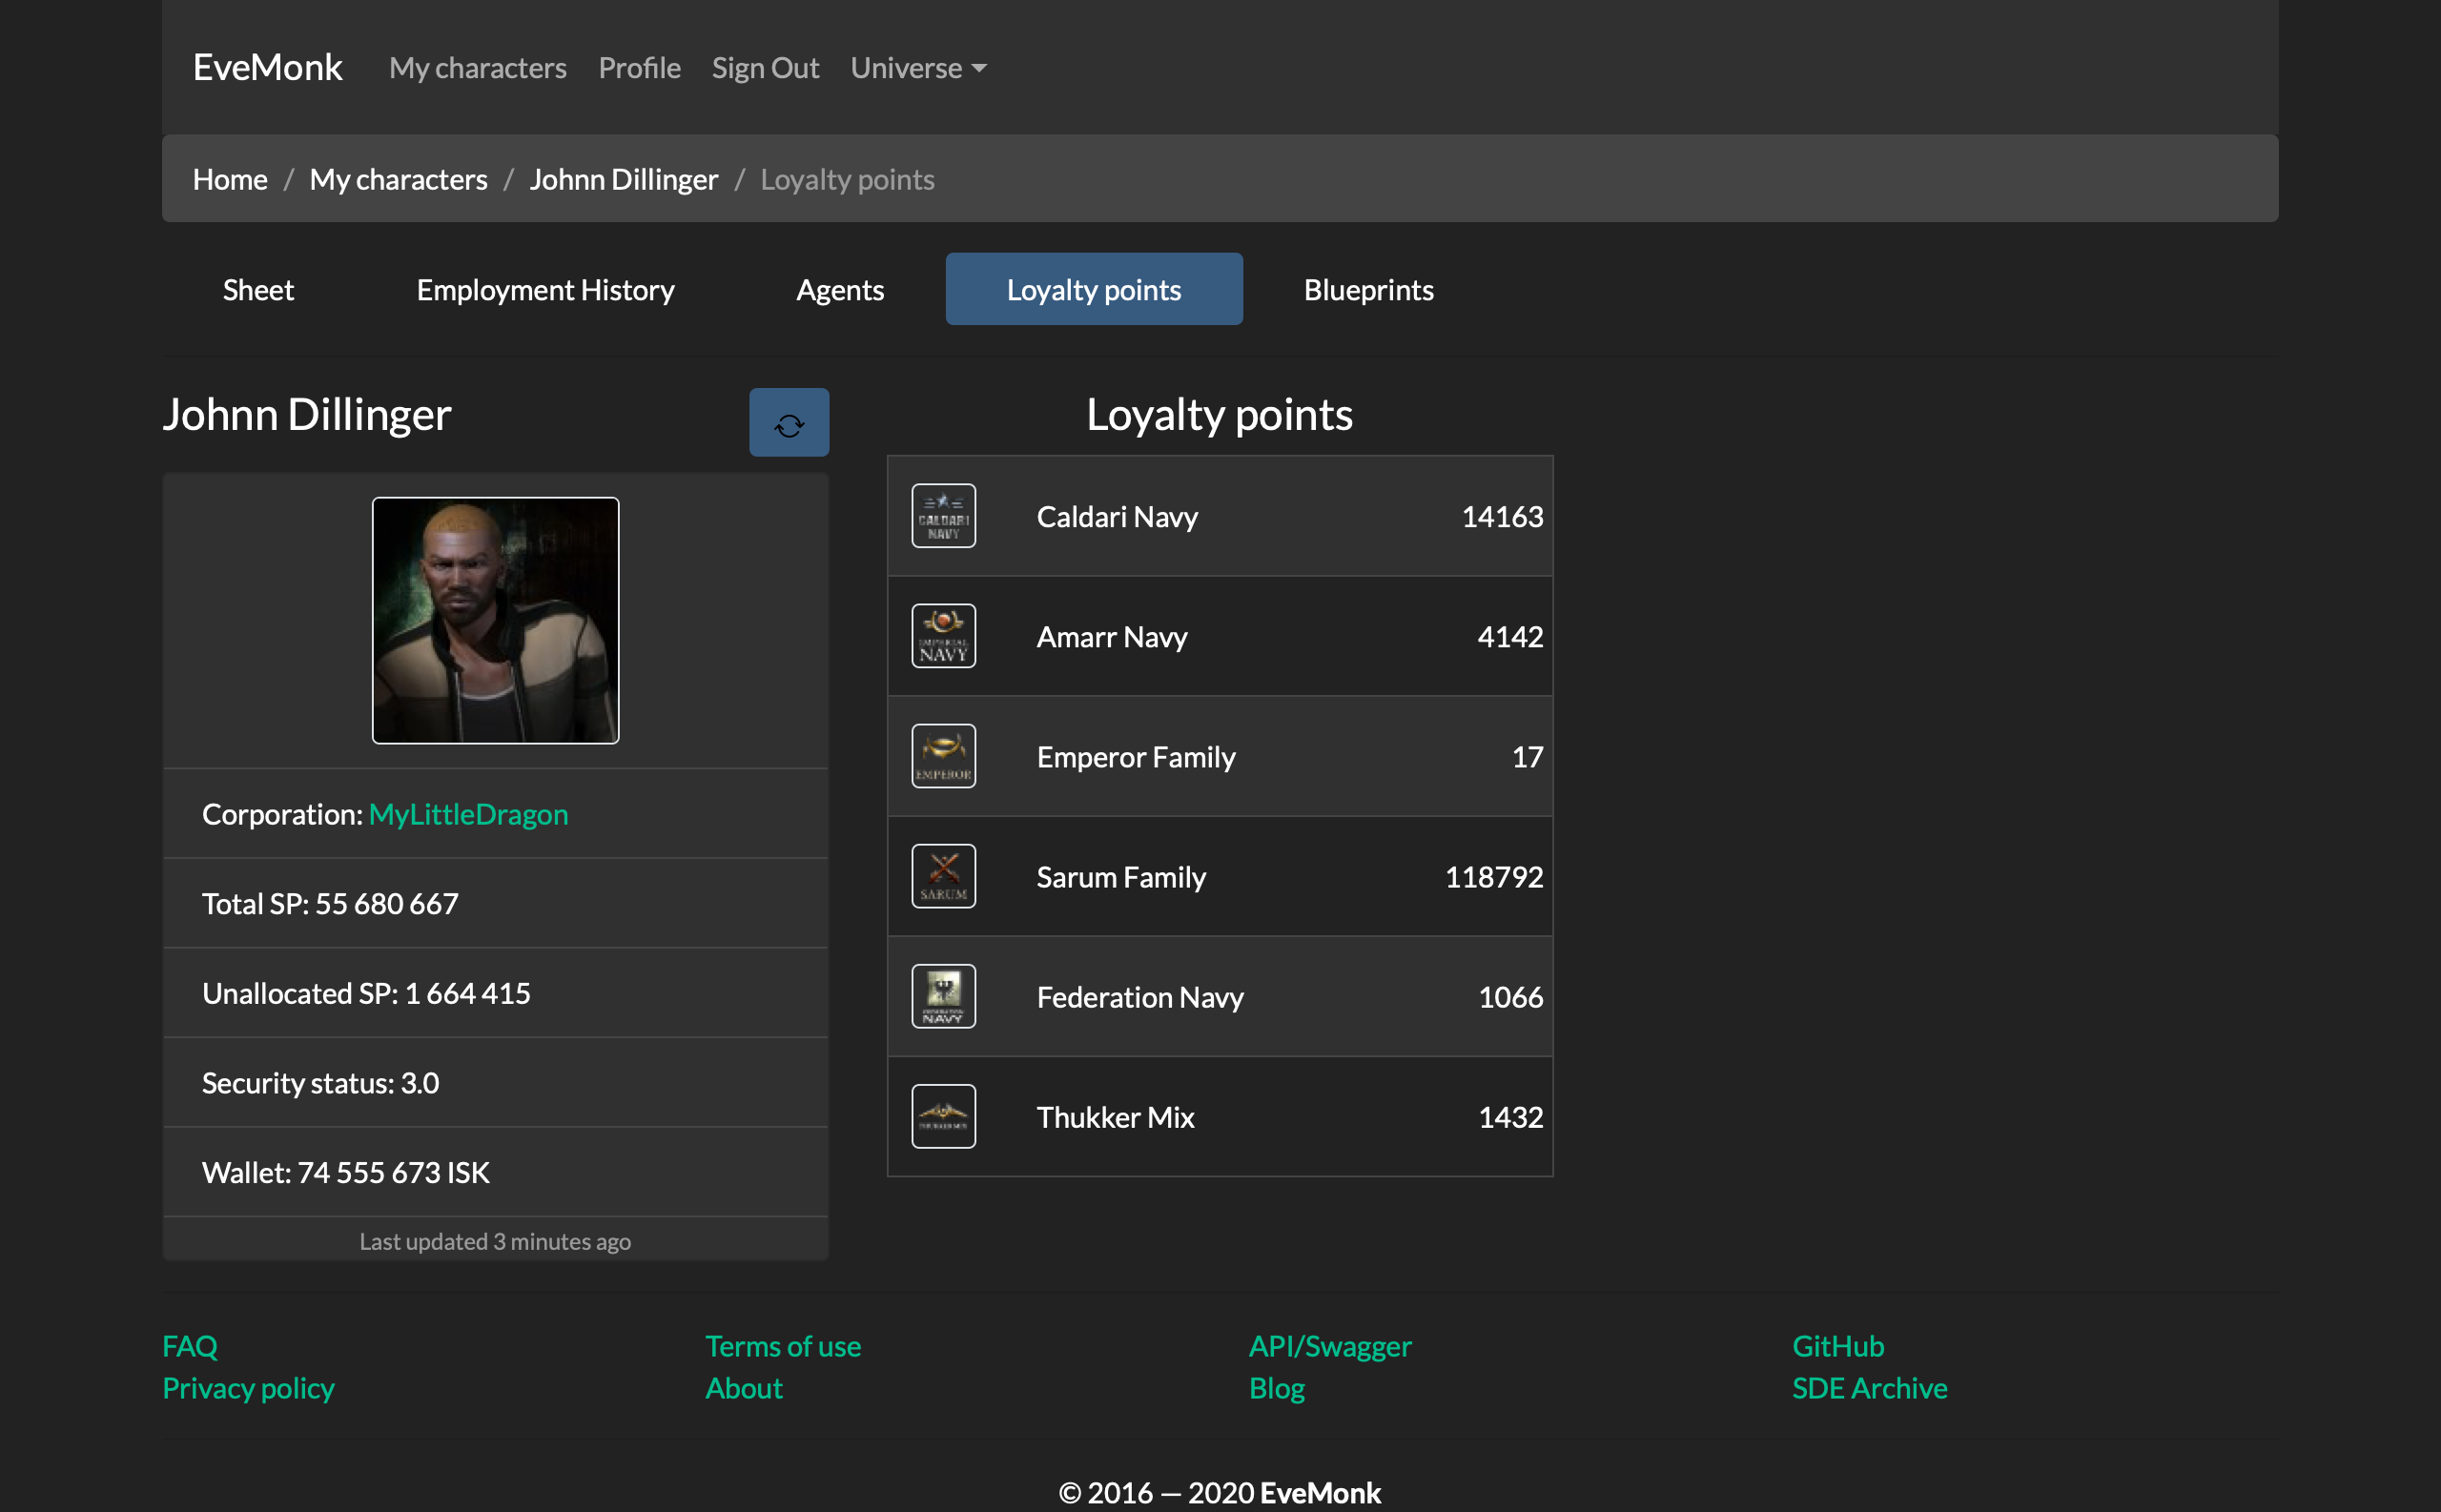 EveMonk My characters Profile Sign Out Universe
Home / My characters / Johnn Dillinger / Loyalty points
Sheet Employment History Agents Loyalty points Blueprints
Johnn Dillinger
Corporation: MyLittleDragon
Total SP: 55 680 667
Unallocated SP: 1 664 415
Security status: 3.0
Wallet: 74 555 673 ISK
Last updated 3 minutes ago
Loyalty points
CALDARI
NAVY
Caldari Navy 14163
IMPERIAL
NAVY
Amarr Navy 4142
EMPEROR
Emperor Family 17
SARUM
Sarum Family 118792
FEDERATION
NAVY
Federation Navy 1066
THUKKER MIX
Thukker Mix 1432
FAQ Terms of use API/Swagger GitHub
Privacy policy About Blog SDE Archive
© 2016 — 2020 EveMonk